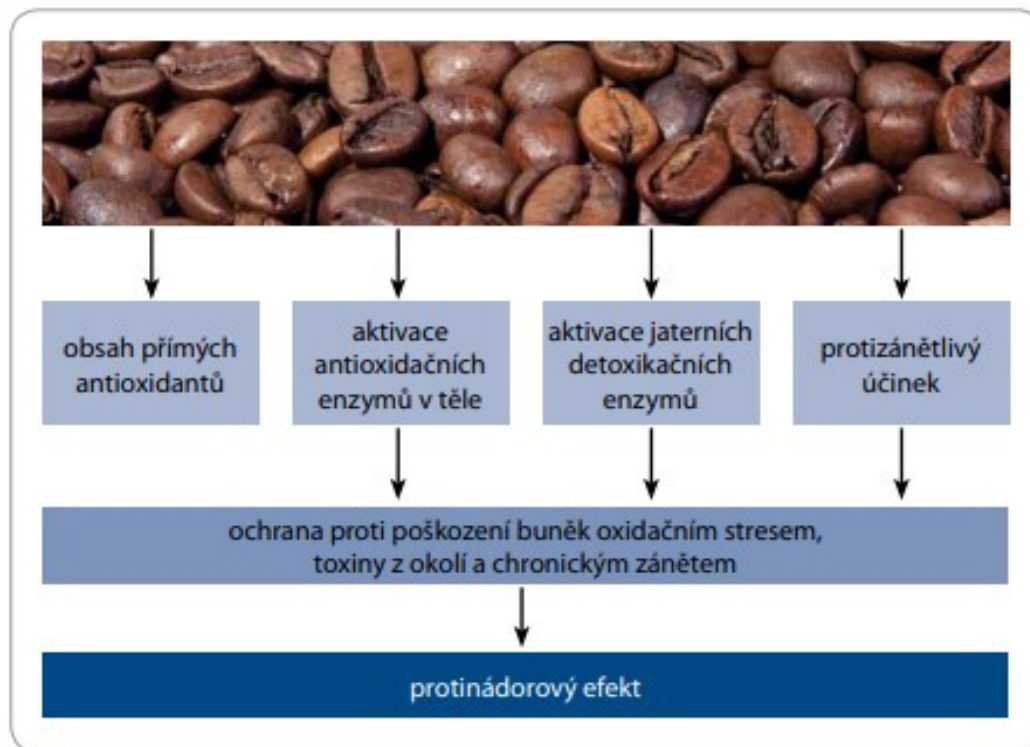 obsah přímých
antioxidantů
aktivace
antioxidačních
enzymů v těle
aktivace jaterních
detoxikačních
enzymů
protizánětlivý
účinek
ochrana proti poškození buněk oxidačním stresem,
toxiny z okolí a chronickým zánětem
protinádorový efekt